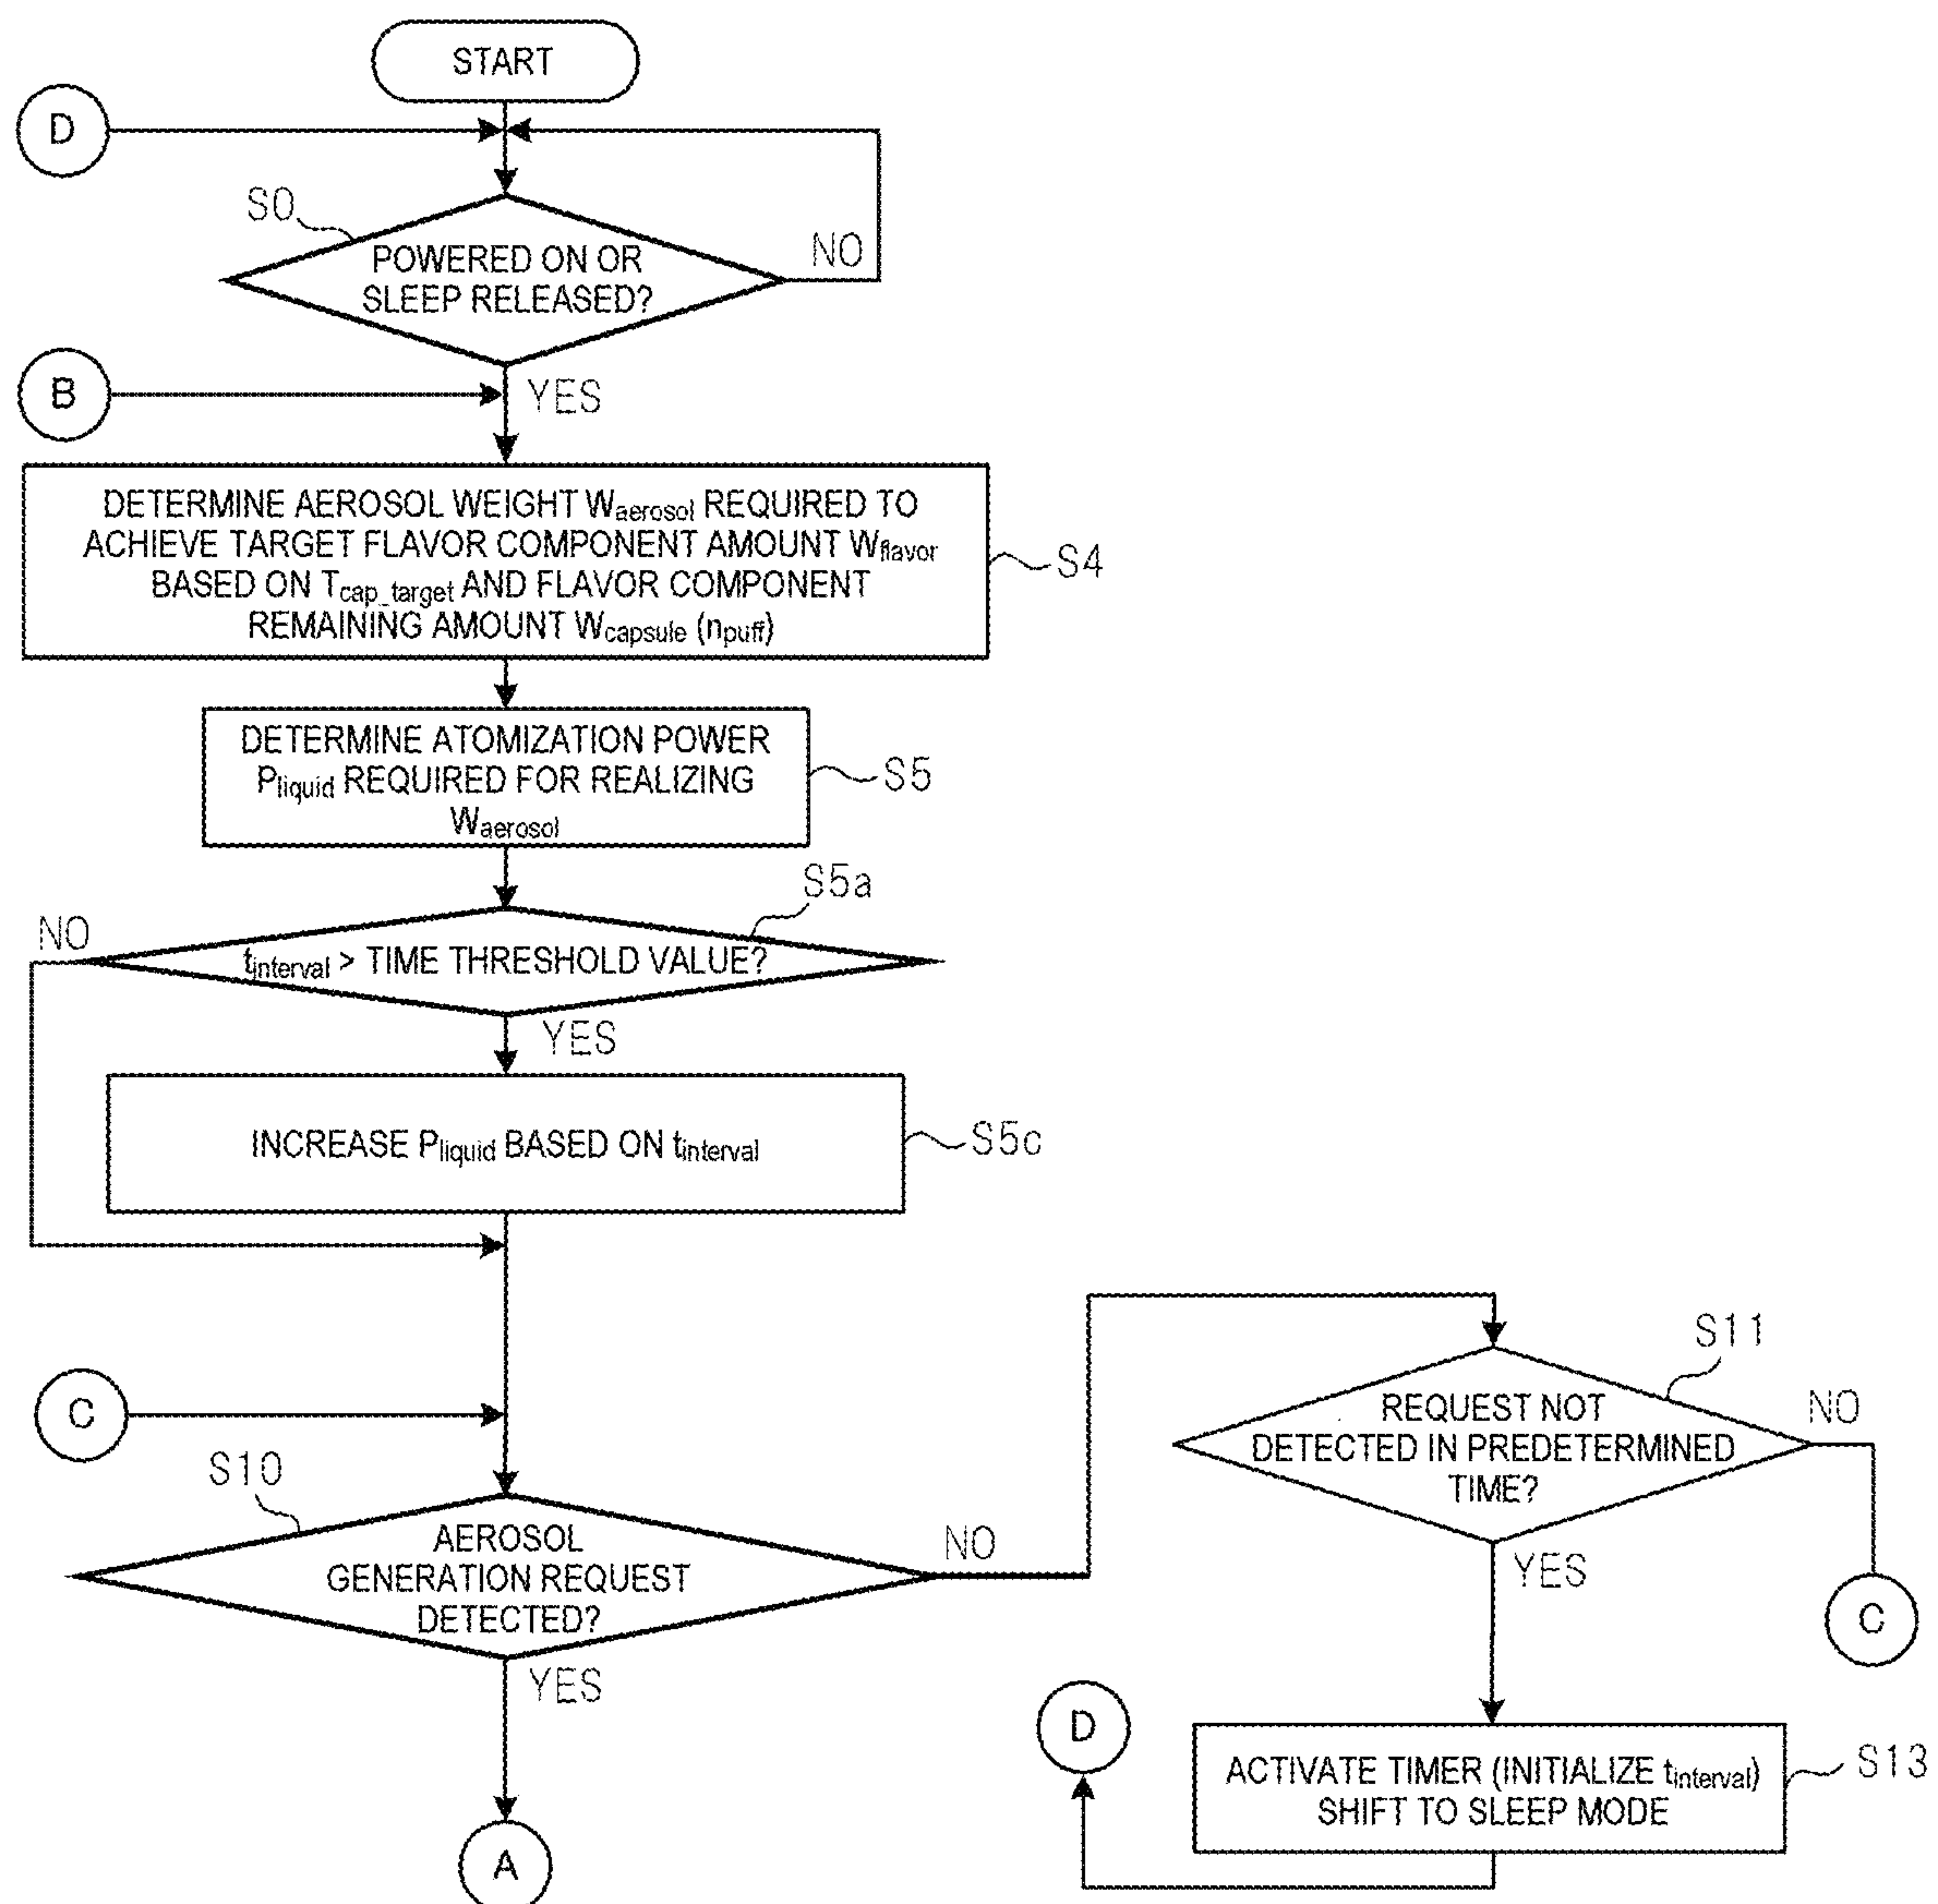 START
D
S0
POWERED ON OR
SLEEP RELEASED?
NO
B
YES
DETERMINE AEROSOL WEIGHT Waerosol REQUIRED TO
ACHIEVE TARGET FLAVOR COMPONENT AMOUNT Wflavor
BASED ON Tcap_target AND FLAVOR COMPONENT
REMAINING AMOUNT Wcapsule (npuff)
S4
DETERMINE ATOMIZATION POWER
Pliquid REQUIRED FOR REALIZING
Waerosol
S5
S5a
NO
tinterval > TIME THRESHOLD VALUE?
YES
INCREASE Pliquid BASED ON tinterval
S5c
C
S10
AEROSOL
GENERATION REQUEST
DETECTED?
NO
YES
A
S11
REQUEST NOT
DETECTED IN PREDETERMINED
TIME?
NO
YES
C
D
ACTIVATE TIMER (INITIALIZE tinterval)
SHIFT TO SLEEP MODE
S13